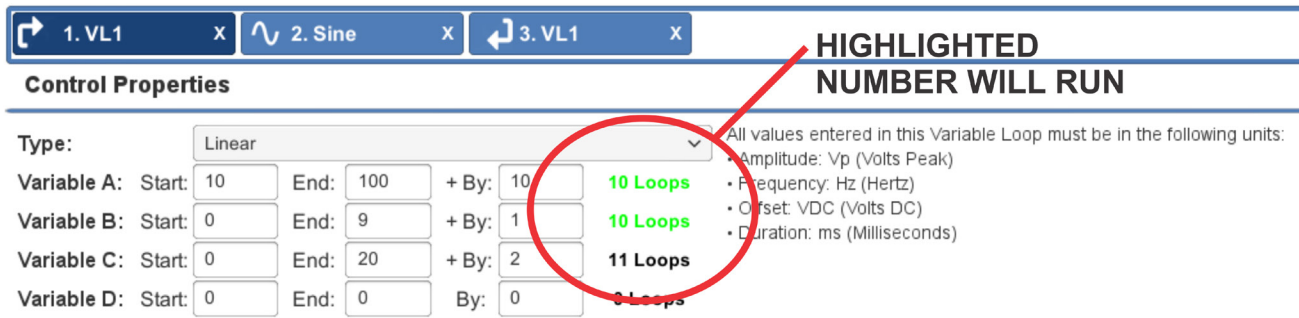 1. VL1 x 2. Sine x 3. VL1 x
HIGHLIGHTED
NUMBER WILL RUN
Control Properties
Type: Linear
All values entered in this Variable Loop must be in the following units:
• Amplitude: Vp (Volts Peak)
• Frequency: Hz (Hertz)
• Offset: VDC (Volts DC)
• Duration: ms (Milliseconds)
Variable A: Start: 10 End: 100 + By: 10 10 Loops
Variable B: Start: 0 End: 9 + By: 1 10 Loops
Variable C: Start: 0 End: 20 + By: 2 11 Loops
Variable D: Start: 0 End: 0 By: 0 0 Loops